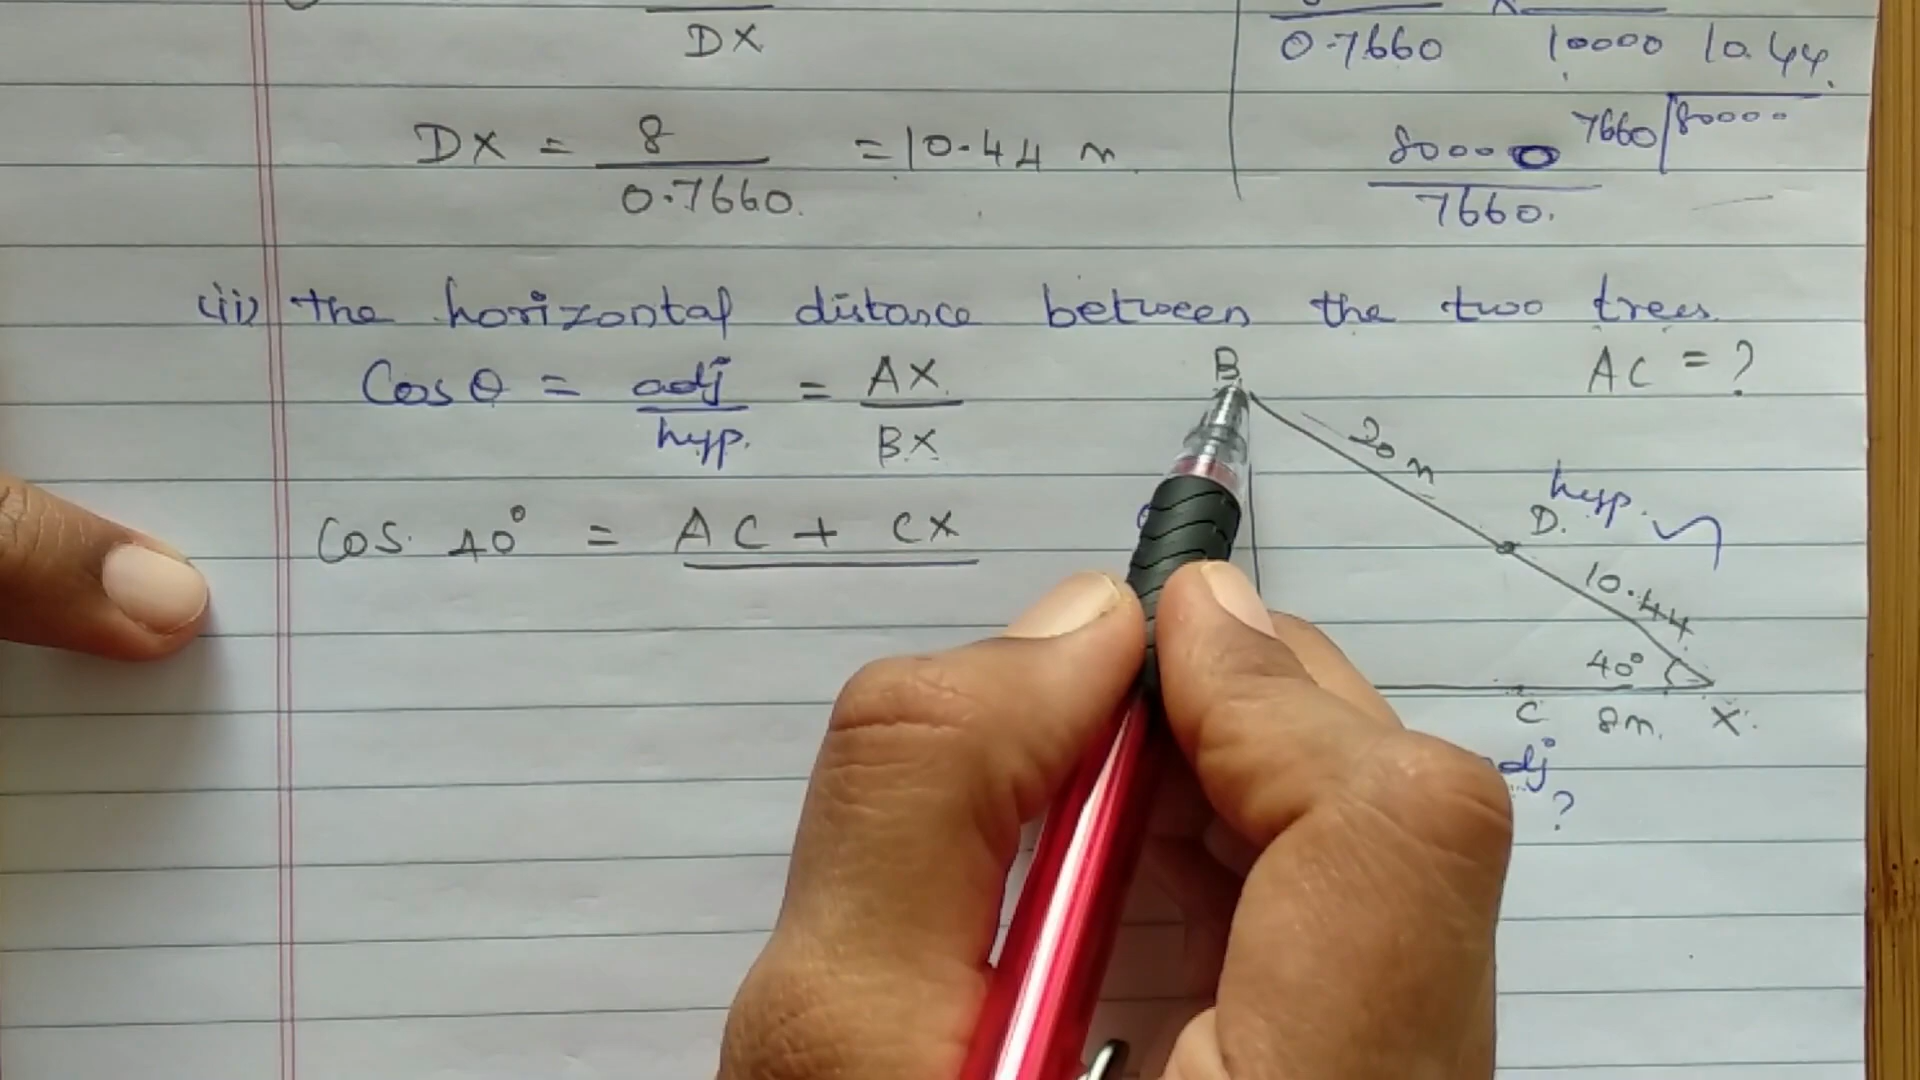 DX
0.7660 10000 10.44
DX = 8 / 0.7660. = 10.44 m
7660 80000
80000 / 7660.
(ii) the horizontal distance between the two trees.
AC = ?
Cos θ = adj / hyp. = AX / BX
B
20 m
hyp.
D.
Cos 40° = AC + CX
10.44
40°
C 8m. X
adj
?